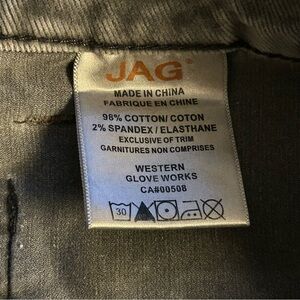 JAG
MADE IN CHINA
FABRIQUE EN CHINE
98% COTTON/ COTON
2% SPANDEX / ELASTHANE
EXCLUSIVE OF TRIM
GARNITURES NON COMPRISES
WESTERN
GLOVE WORKS
CA#00508
30